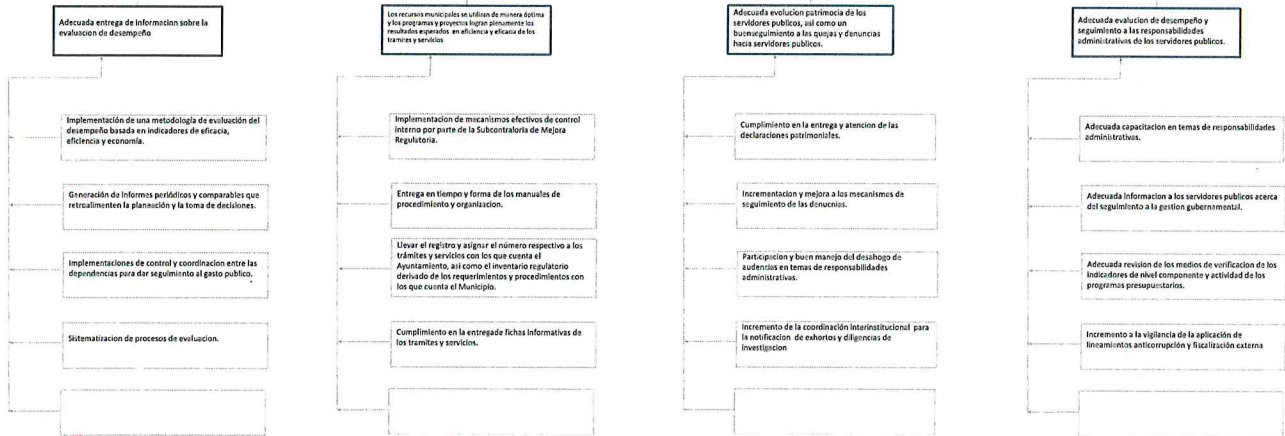 Adecuada entrega de informacion sobre la
evaluacion de desempeño
Implementación de una metodología de evaluación del
desempeño basada en indicadores de eficacia,
eficiencia y economía.
Generación de informes periódicos y comparables que
retroalimenten la planeación y la toma de decisiones.
Implementaciones de control y coordinacion entre las
dependencias para dar seguimiento al gasto publico.
Sistematizacion de procesos de evaluacion.
Los recursos municipales se utilizan de manera óptima
y los programas y proyectos logran plenamente los
resultados esperados en eficiencia y eficacia de los
tramites y servicios
Implementacion de mecanismos efectivos de control
interno por parte de la Subcontraloria de Mejora
Regulatoria.
Entrega en tiempo y forma de los manuales de
procedimiento y organizacion.
Llevar el registro y asignar el número respectivo a los
trámites y servicios con los que cuenta el
Ayuntamiento, así como el inventario regulatorio
derivado de los requerimientos y procedimientos con
los que cuenta el Municipio.
Cumplimiento en la entregade fichas informativas de
los tramites y servicios.
Adecuada evolucion patrimocia de los
servidores publicos, asi como un
buenseguimiento a las quejas y denuncias
hacia servidores publicos.
Cumplimiento en la entrega y atencion de las
declaraciones patrimoniales.
Incrementacion y mejora a los mecanismos de
seguimiento de las denucnias.
Participacion y buen manejo del desahogo de
audencias en temas de responsabilidades
administrativas.
Incremento de la coordinación interinstitucional para
la notificacion de exhortos y diligencias de
investigacion
Adecuada evalucion de desempeño y
seguimiento a las responsabilidades
administrativas de los servidores publicos.
Adecuada capacitacion en temas de responsabilidades
administrativas.
Adecuada informacion a los servidores publicos acerca
del seguimiento a la gestion gubernamental.
Adecuada revision de los medios de verificacion de los
indicadores de nivel componente y actividad de los
programas presupuestarios.
Incremento a la vigilancia de la aplicación de
lineamientos anticorrupción y fiscalización externa